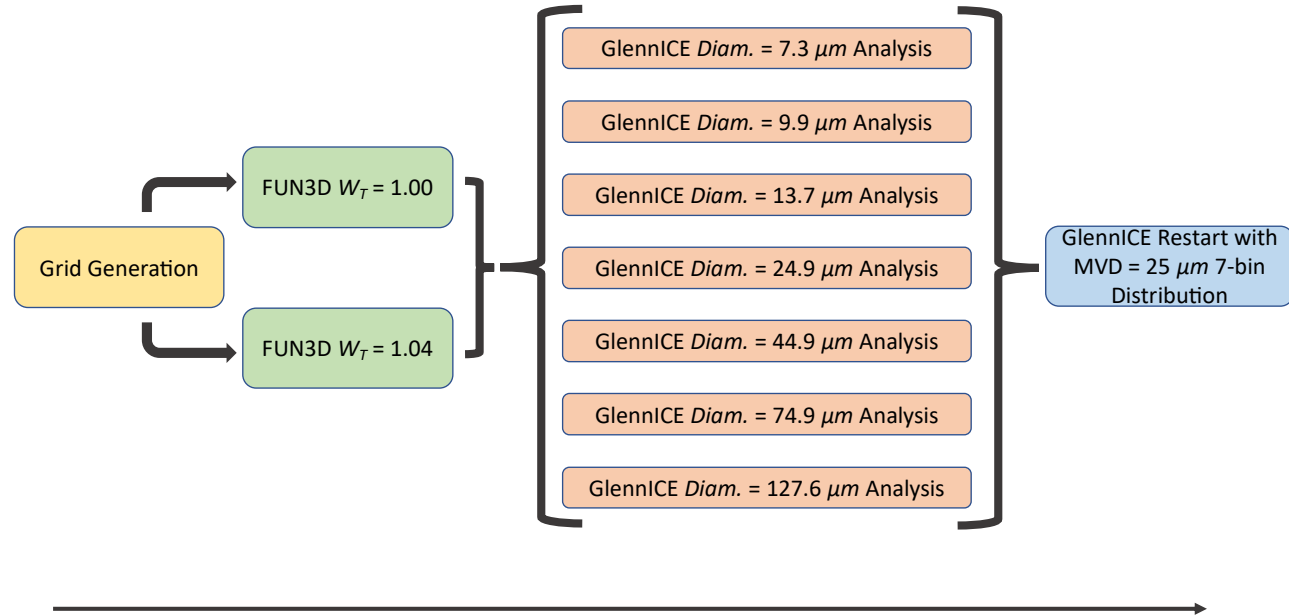 Grid Generation
FUN3D W_T = 1.00
FUN3D W_T = 1.04
GlennICE Diam. = 7.3 μm Analysis
GlennICE Diam. = 9.9 μm Analysis
GlennICE Diam. = 13.7 μm Analysis
GlennICE Diam. = 24.9 μm Analysis
GlennICE Diam. = 44.9 μm Analysis
GlennICE Diam. = 74.9 μm Analysis
GlennICE Diam. = 127.6 μm Analysis
GlennICE Restart with
MVD = 25 μm 7-bin
Distribution